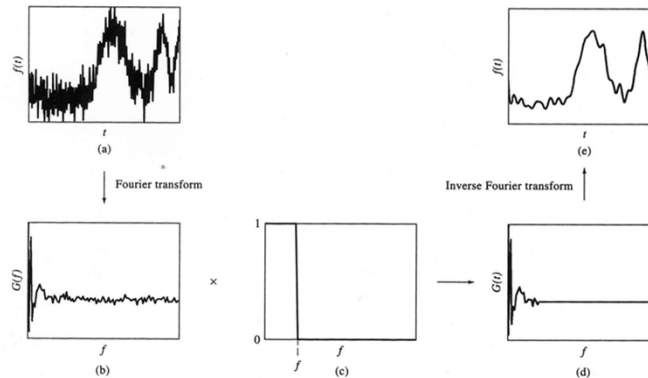 f(t)
t
(a)
Fourier transform
G(f)
f
(b)
×
1
0
f
f
(c)
f(t)
t
(e)
Inverse Fourier transform
G(t)
f
(d)